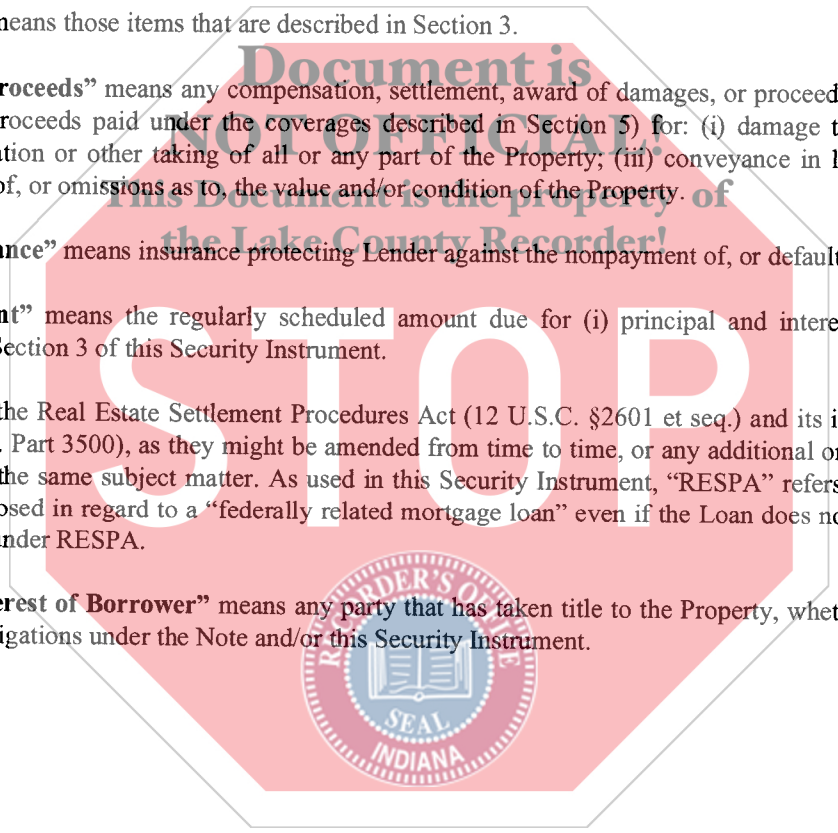 means those items that are described in Section 3.
Document is
roceeds” means any compensation, settlement, award of damages, or proceed
roceeds paid under the coverages described in Section 5) for: (i) damage t
NOT OFFICIAL!
ation or other taking of all or any part of the Property; (iii) conveyance in l
of, or omissions as to, the value and/or condition of the Property.
This Document is the property of
the Lake County Recorder!
ance” means insurance protecting Lender against the nonpayment of, or default
nt” means the regularly scheduled amount due for (i) principal and intere
Section 3 of this Security Instrument.
STOP
the Real Estate Settlement Procedures Act (12 U.S.C. §2601 et seq.) and its i
. Part 3500), as they might be amended from time to time, or any additional or
the same subject matter. As used in this Security Instrument, “RESPA” refers
osed in regard to a “federally related mortgage loan” even if the Loan does no
under RESPA.
erest of Borrower” means any party that has taken title to the Property, whet
igations under the Note and/or this Security Instrument.
RECORDER'S OFFICE
SEAL
INDIANA